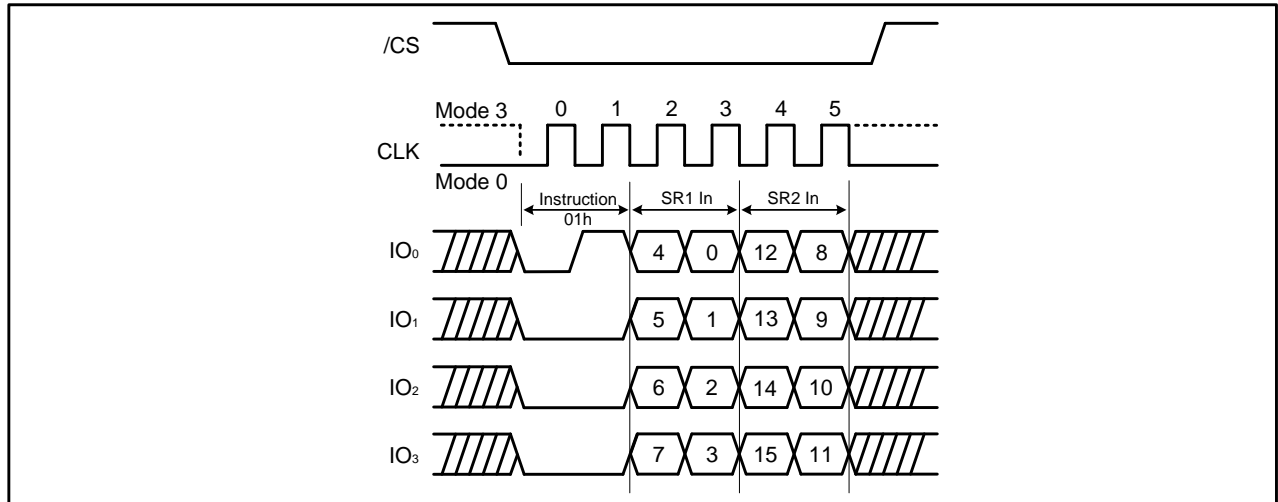 /CS
Mode 3 0 1 2 3 4 5
CLK
Mode 0
Instruction SR1 In SR2 In
01h
IO₀ 4 0 12 8
IO₁ 5 1 13 9
IO₂ 6 2 14 10
IO₃ 7 3 15 11